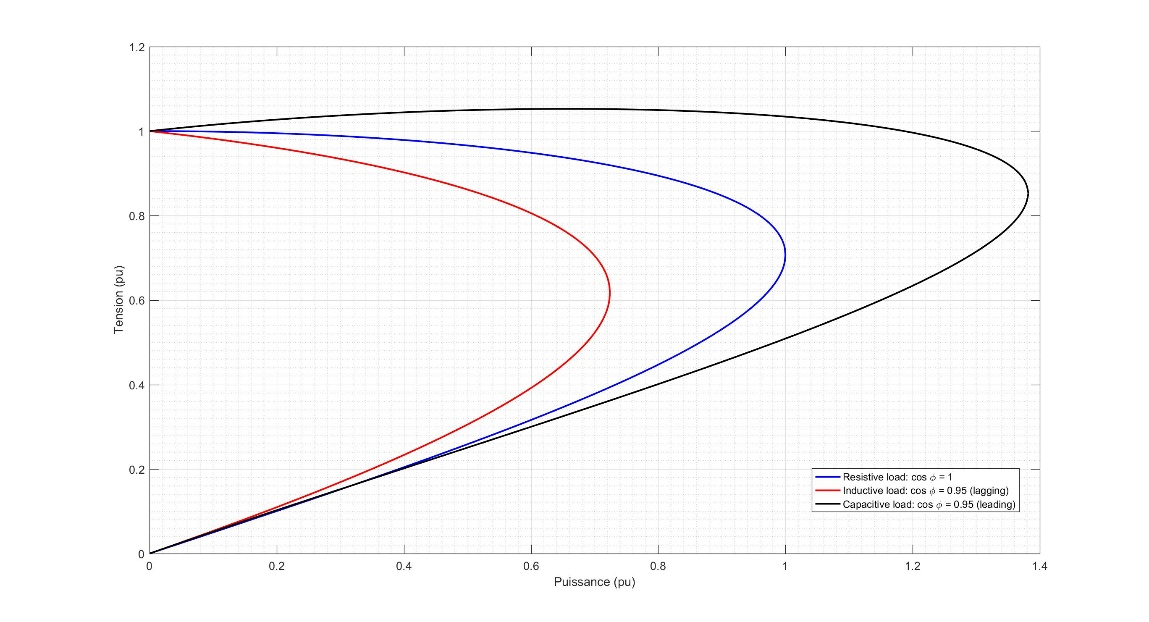 1.2
1
0.8
0.6
0.4
0.2
0
Tension (pu)
0 0.2 0.4 0.6 0.8 1 1.2 1.4
Puissance (pu)
Resistive load: cos ϕ = 1
Inductive load: cos ϕ = 0.95 (lagging)
Capacitive load: cos ϕ = 0.95 (leading)